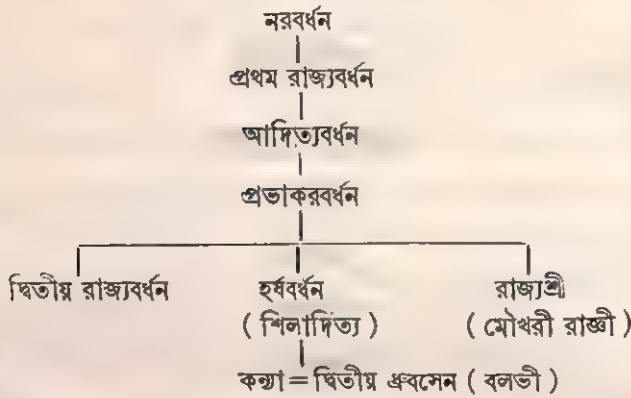 নরবর্ধন
প্রথম রাজ্যবর্ধন
আদিত্যবর্ধন
প্রভাকরবর্ধন
দ্বিতীয় রাজ্যবর্ধন হর্ষবর্ধন রাজ্যশ্রী
( শিলাদিত্য ) ( মৌখরী রাজ্ঞী )
কন্যা = দ্বিতীয় ধ্রুবসেন ( বলভী )